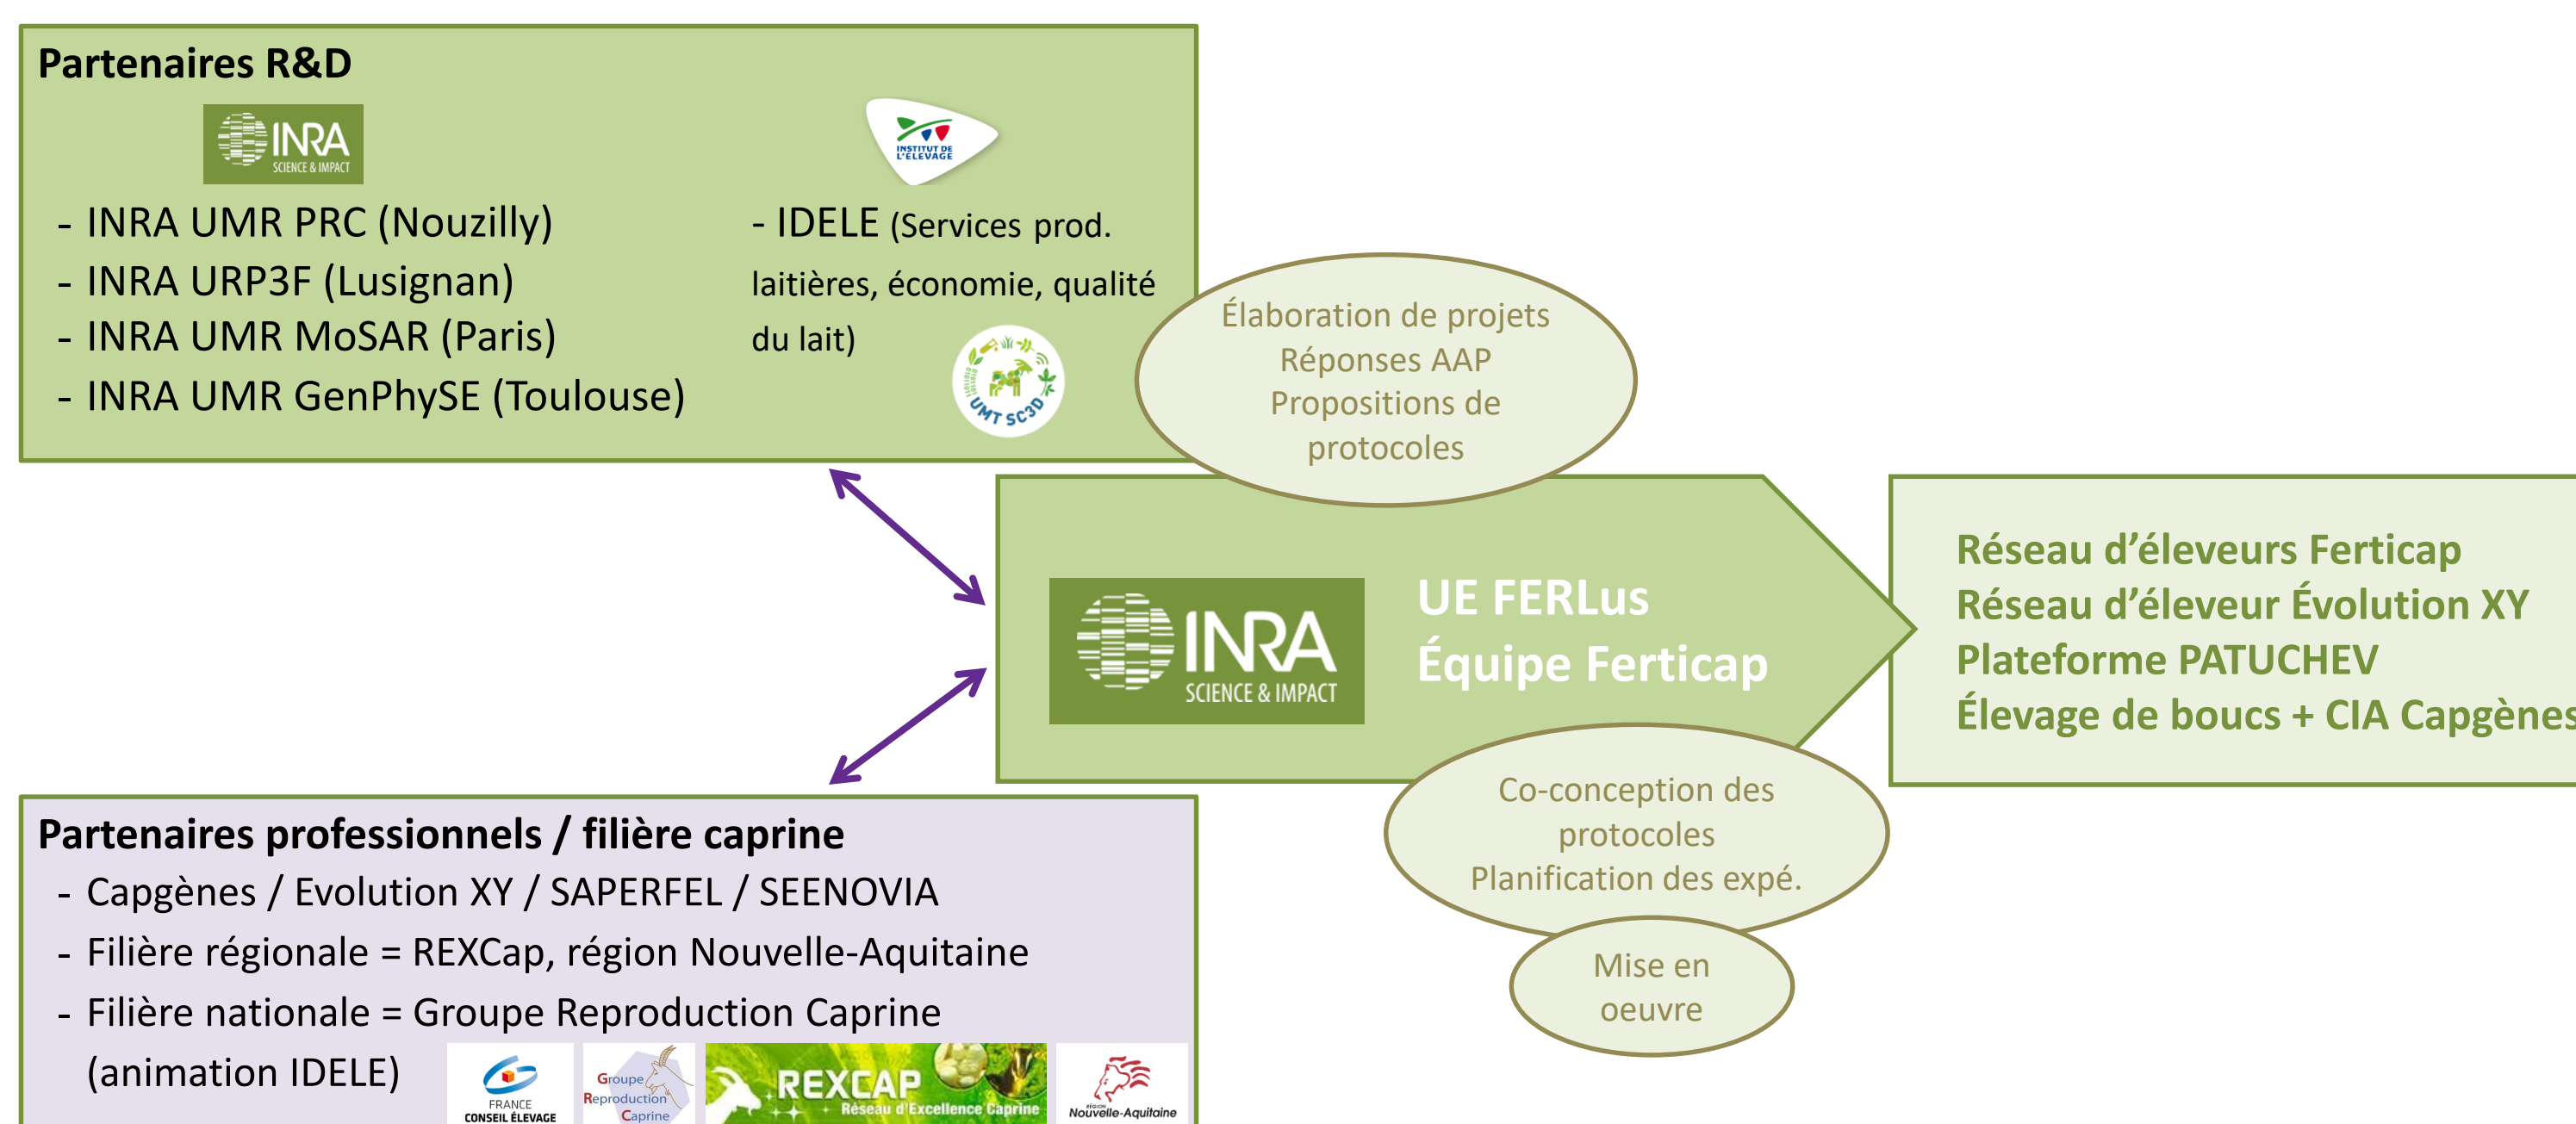 Partenaires R&D
INRA
SCIENCE & IMPACT
- INRA UMR PRC (Nouzilly)
- INRA URP3F (Lusignan)
- INRA UMR MoSAR (Paris)
- INRA UMR GenPhySE (Toulouse)
INSTITUT DE
L'ÉLEVAGE
- IDELE (Services prod.
laitières, économie, qualité
du lait)
UMT SC3D
Élaboration de projets
Réponses AAP
Propositions de
protocoles
INRA
SCIENCE & IMPACT
UE FERLus
Équipe Ferticap
Réseau d’éleveurs Ferticap
Réseau d’éleveur Évolution XY
Plateforme PATUCHEV
Élevage de boucs + CIA Capgènes
Co-conception des
protocoles
Planification des expé.
Mise en
oeuvre
Partenaires professionnels / filière caprine
- Capgènes / Evolution XY / SAPERFEL / SEENOVIA
- Filière régionale = REXCap, région Nouvelle-Aquitaine
- Filière nationale = Groupe Reproduction Caprine
(animation IDELE)
FRANCE
CONSEIL ÉLEVAGE
Groupe
Reproduction
Caprine
REXCAP
Réseau d'Excellence Caprine
RÉGION
Nouvelle-Aquitaine